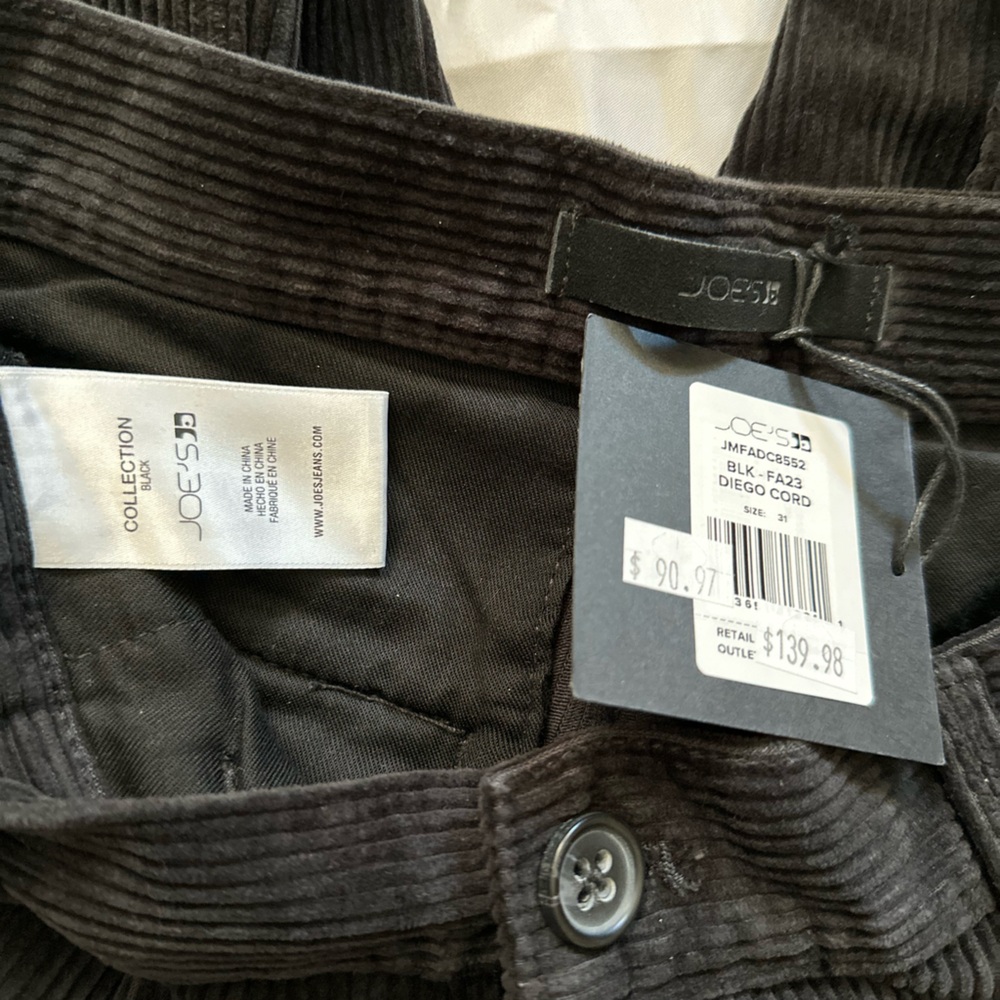 COLLECTION
BLACK
JOE'S
MADE IN CHINA
HECHO EN CHINA
FABRIQUÉ EN CHINE
WWW.JOESJEANS.COM
JOE'S
JOE'S
JMFADC8552
BLK - FA23
DIEGO CORD
SIZE: 31
$ 90.97
361
RETAIL
OUTLE
$139.98